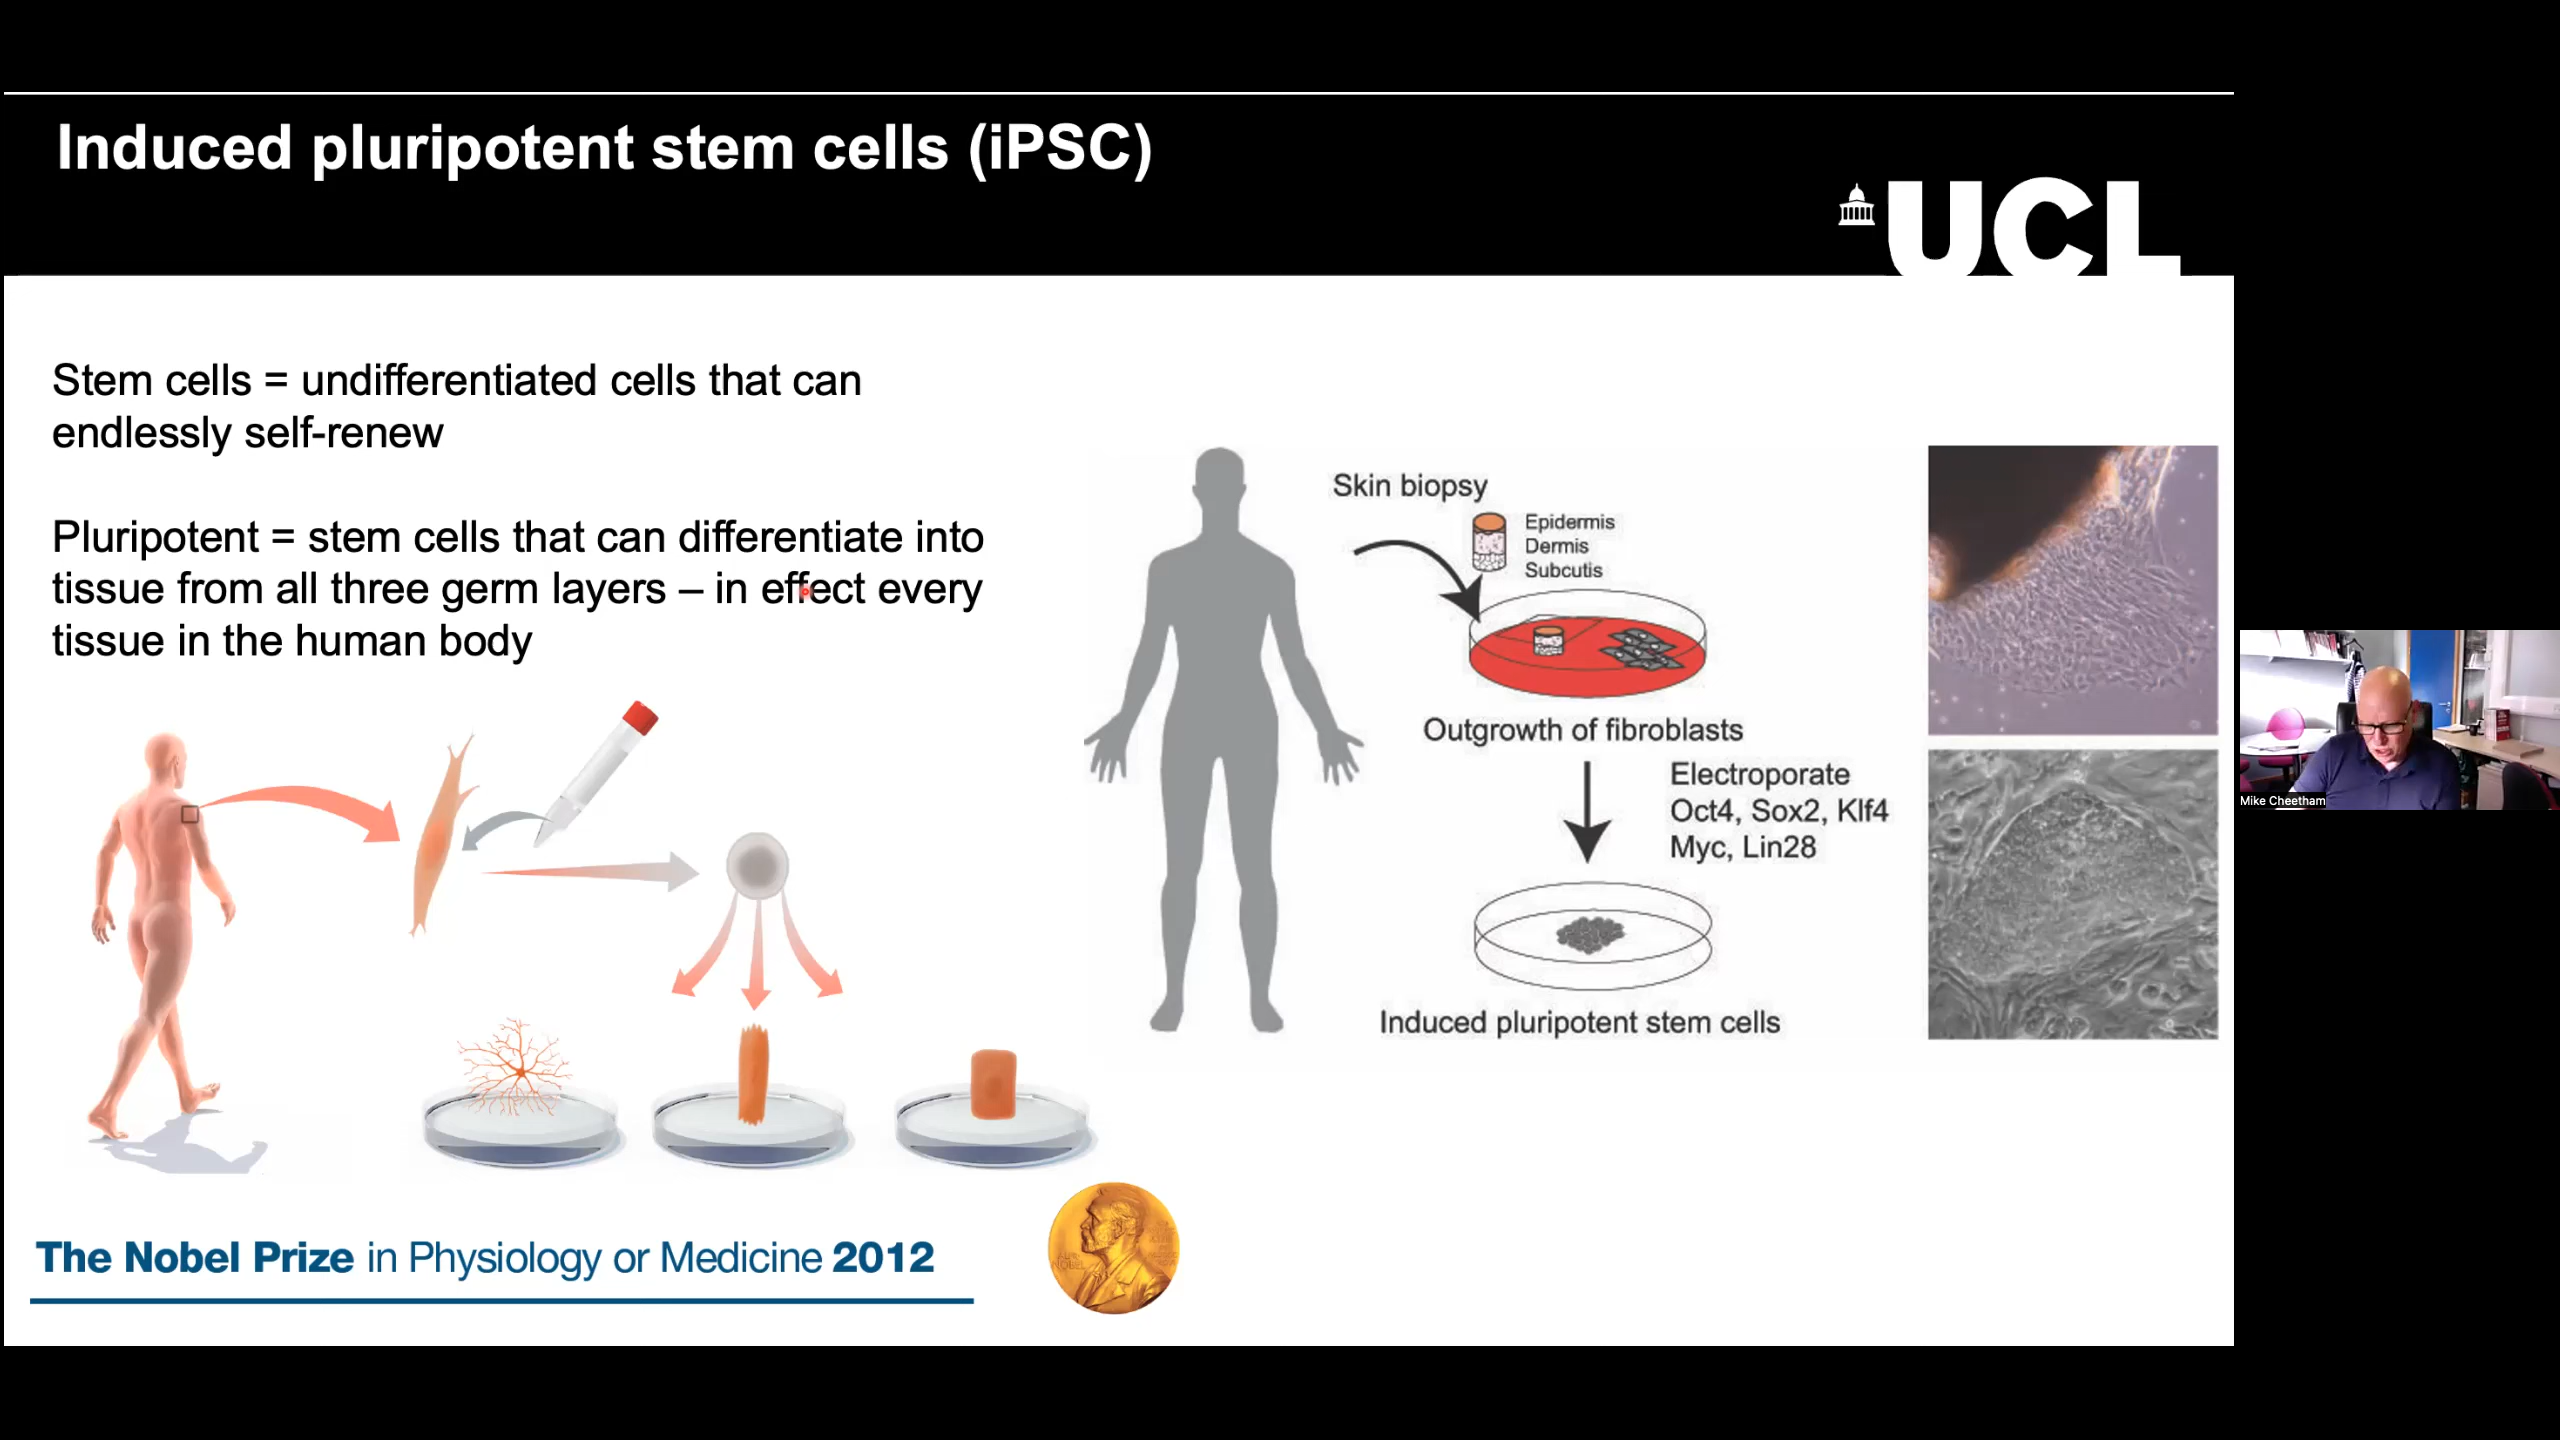 Induced pluripotent stem cells (iPSC)
UCL
Stem cells = undifferentiated cells that can
endlessly self-renew
Pluripotent = stem cells that can differentiate into
tissue from all three germ layers – in effect every
tissue in the human body
Skin biopsy
Epidermis
Dermis
Subcutis
Outgrowth of fibroblasts
Electroporate
Oct4, Sox2, Klf4
Myc, Lin28
Induced pluripotent stem cells
The Nobel Prize in Physiology or Medicine 2012
Mike Cheetham